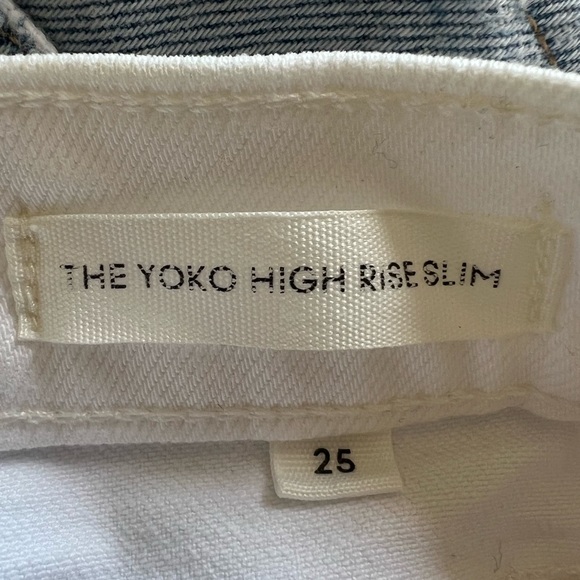 THE YOKO HIGH RISE SLIM
25